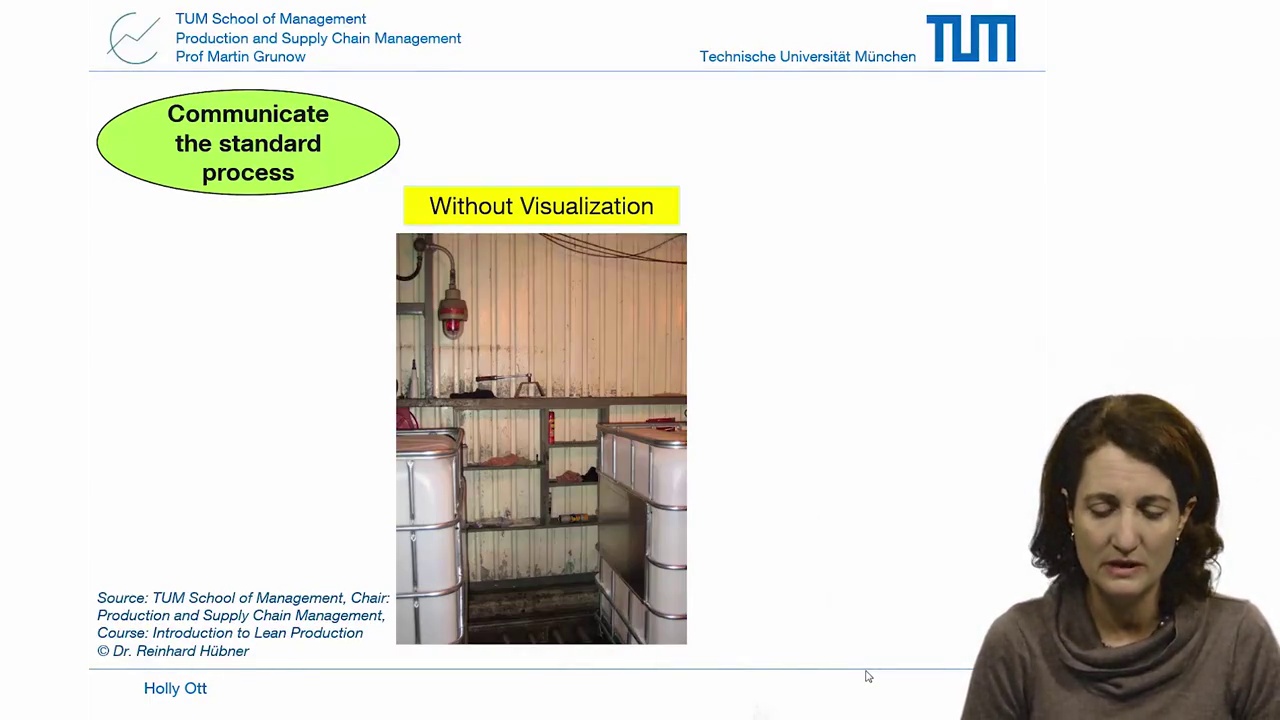 TUM School of Management
Production and Supply Chain Management
Prof Martin Grunow
Technische Universität München
TUM
Communicate
the standard
process
Without Visualization
Source: TUM School of Management, Chair:
Production and Supply Chain Management,
Course: Introduction to Lean Production
© Dr. Reinhard Hübner
Holly Ott